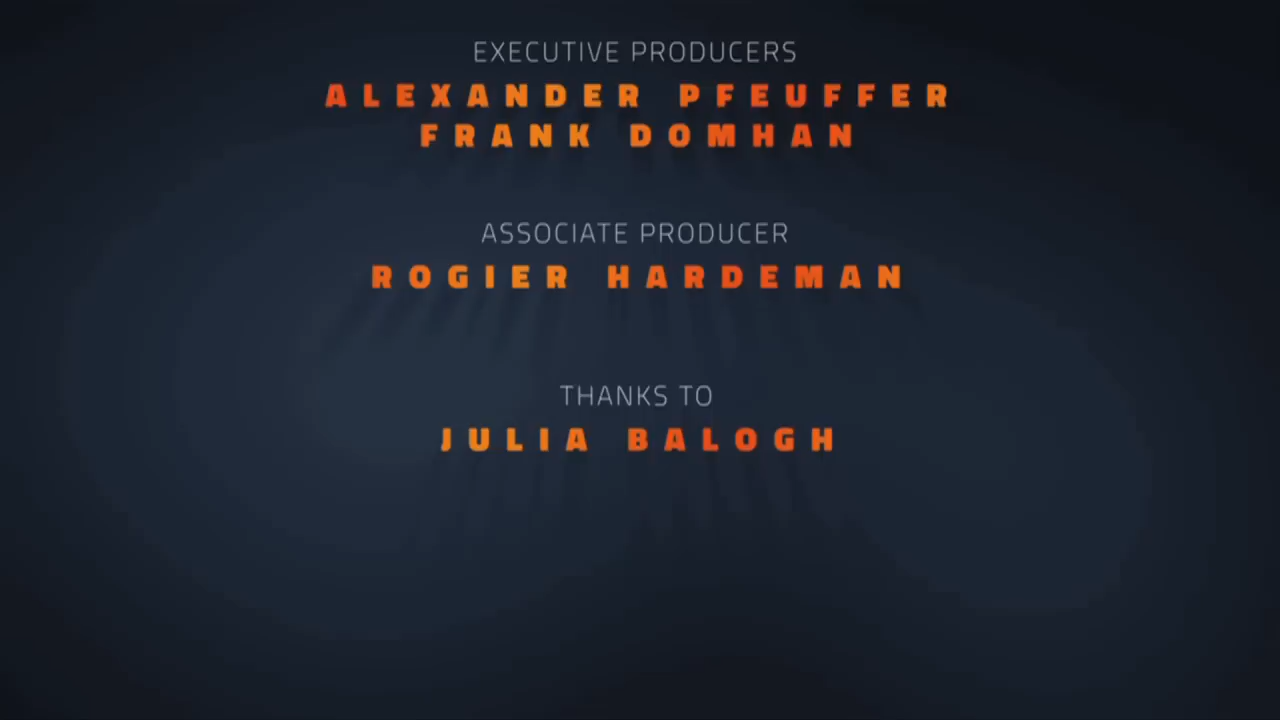 EXECUTIVE PRODUCERS
ALEXANDER PFEUFFER
FRANK DOMHAN
ASSOCIATE PRODUCER
ROGIER HARDEMAN
THANKS TO
JULIA BALOGH